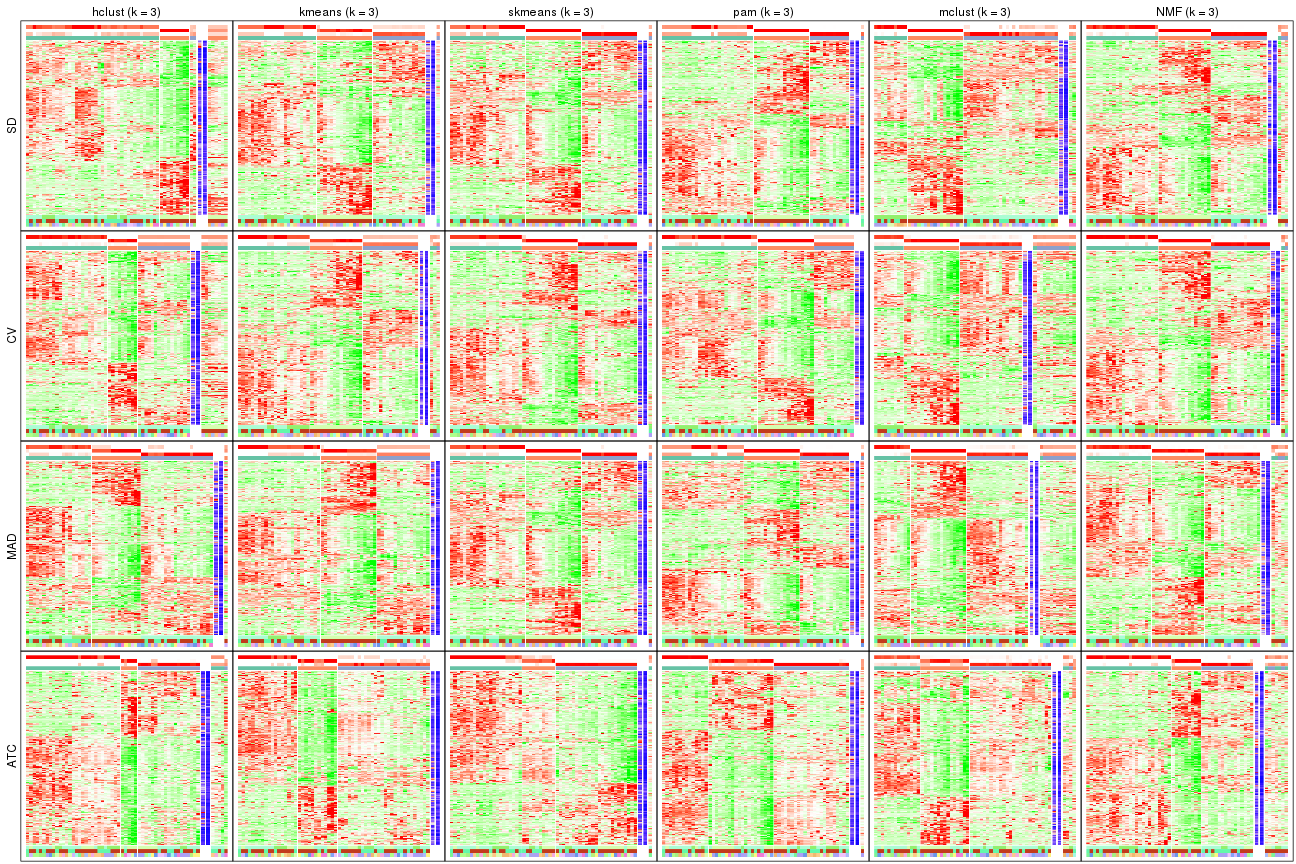 hclust (k = 3) kmeans (k = 3) skmeans (k = 3) pam (k = 3) mclust (k = 3) NMF (k = 3)
SD
CV
MAD
ATC